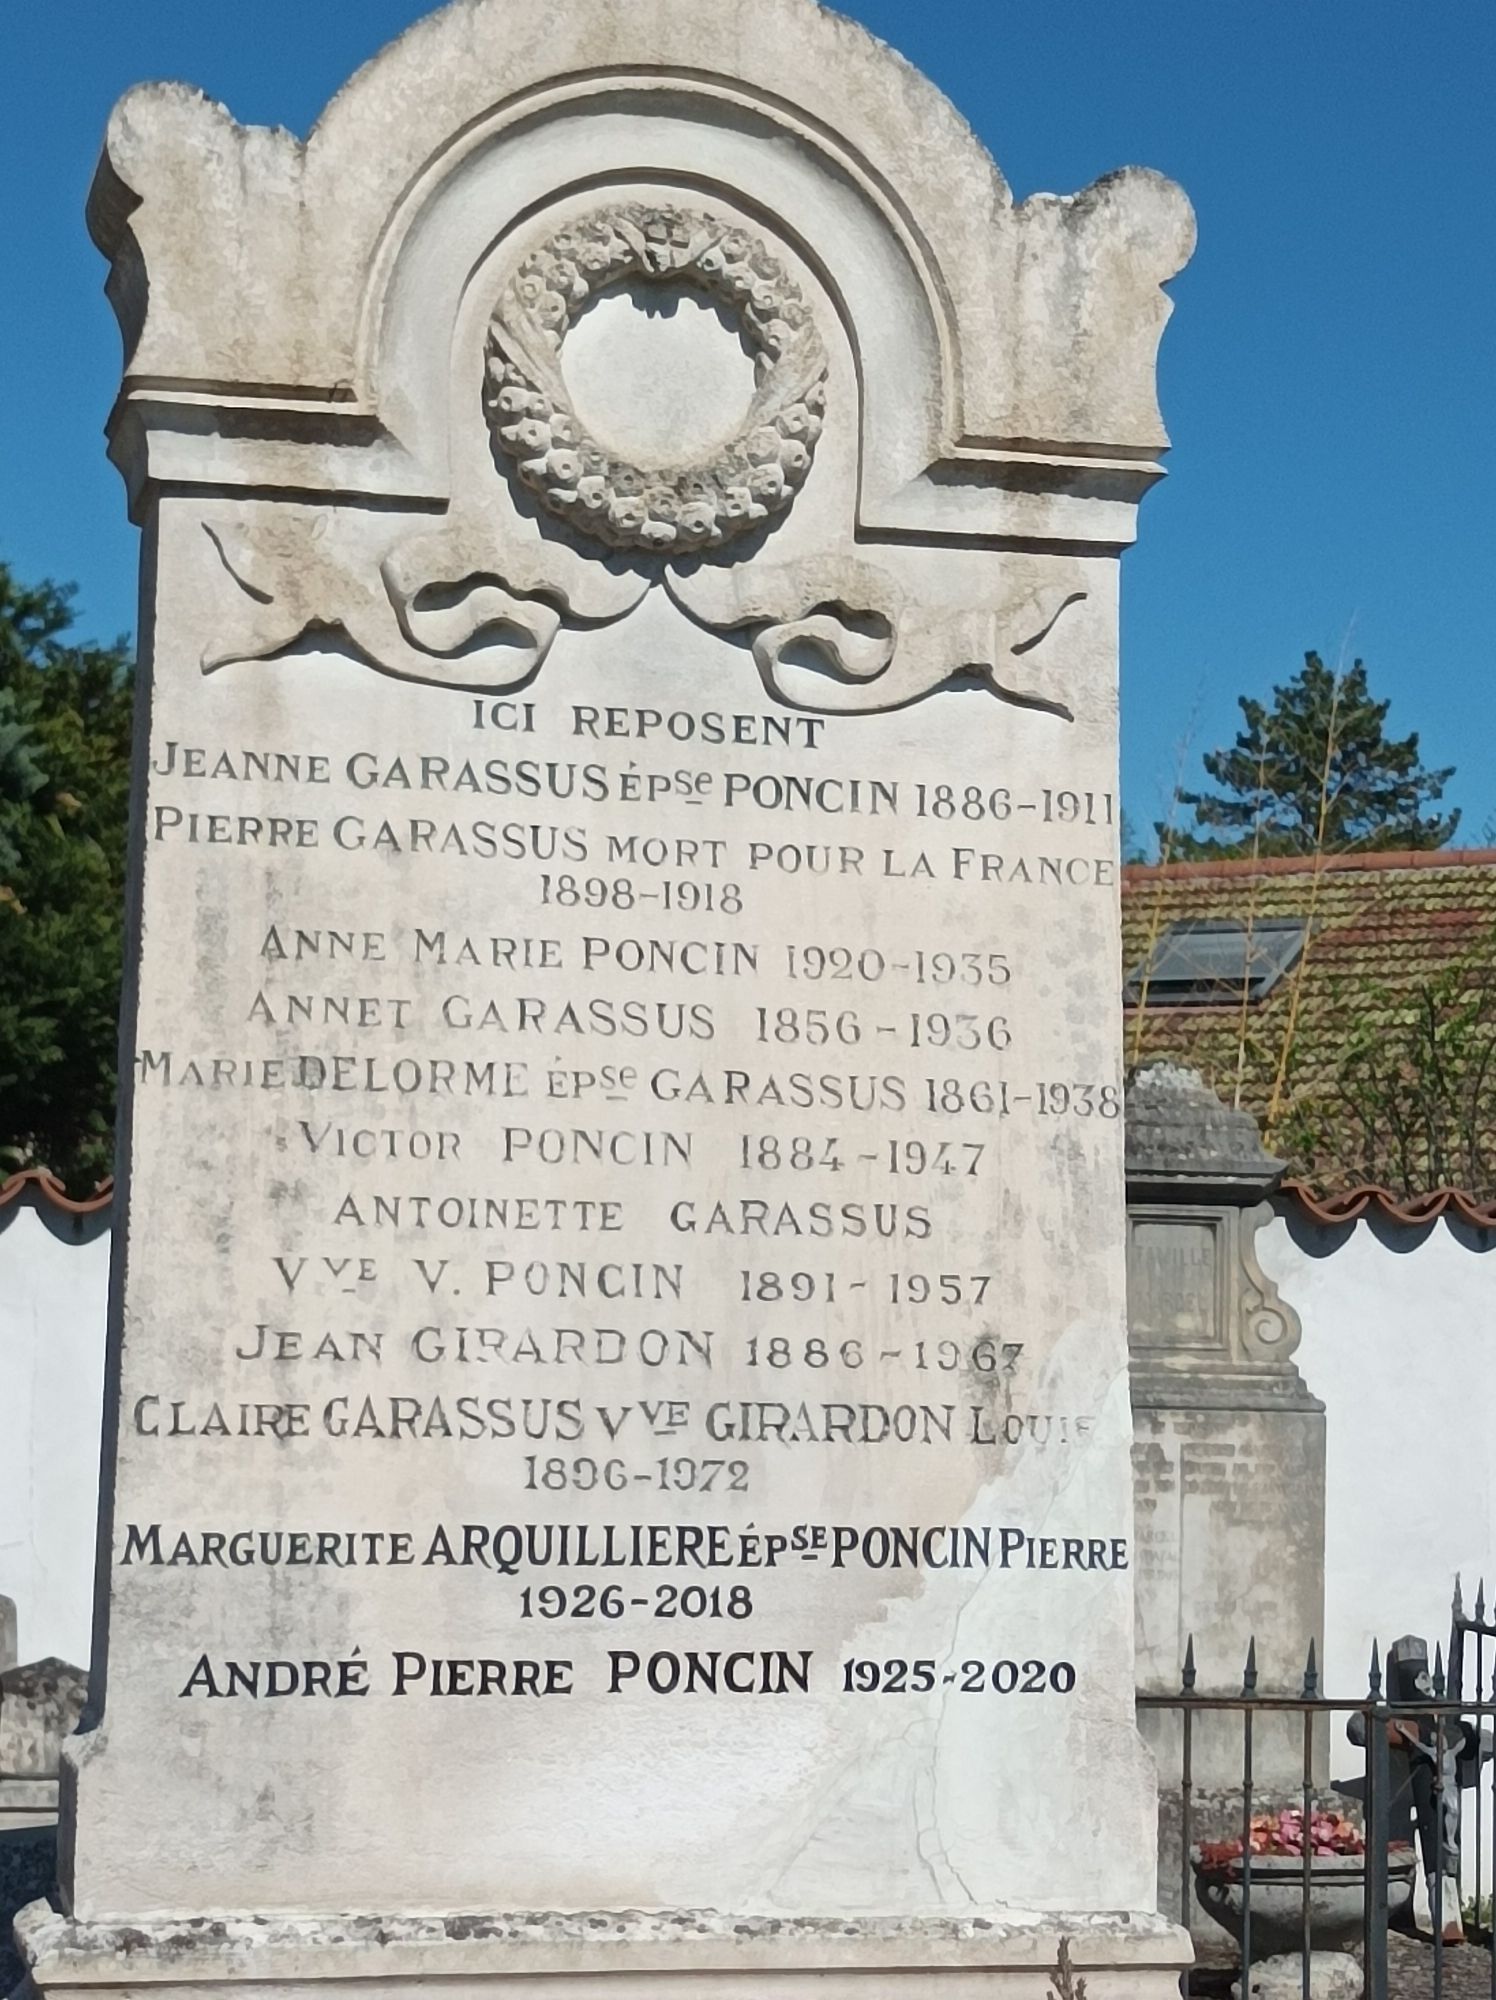 ICI REPOSENT
JEANNE GARASSUS ÉPSe PONCIN 1886-1911
PIERRE GARASSUS MORT POUR LA FRANCE
1898-1918
ANNE MARIE PONCIN 1920-1935
ANNET GARASSUS 1856-1936
MARIE DELORME ÉPSe GARASSUS 1861-1938
VICTOR PONCIN 1884-1947
ANTOINETTE GARASSUS
VVE V. PONCIN 1891-1957
JEAN GIRARDON 1886-1967
CLAIRE GARASSUS VVE GIRARDON LOUIS
1896-1972
MARGUERITE ARQUILLIERE ÉPSE PONCIN PIERRE
1926-2018
ANDRÉ PIERRE PONCIN 1925-2020